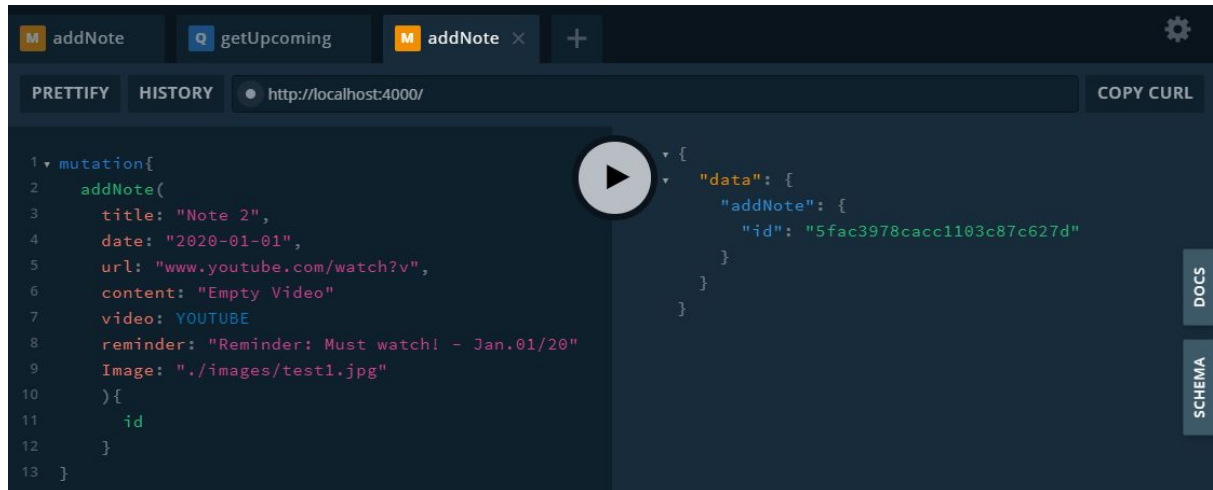 M addNote
Q getUpcoming
M addNote ×
+
PRETTIFY
HISTORY
http://localhost:4000/
COPY CURL
1 ▾ mutation{
2 addNote(
3 title: "Note 2",
4 date: "2020-01-01",
5 url: "www.youtube.com/watch?v",
6 content: "Empty Video"
7 video: YOUTUBE
8 reminder: "Reminder: Must watch! - Jan.01/20"
9 Image: "./images/test1.jpg"
10 ){
11 id
12 }
13 }
▾ {
▾ "data": {
"addNote": {
"id": "5fac3978cacc1103c87c627d"
}
}
}
DOCS
SCHEMA